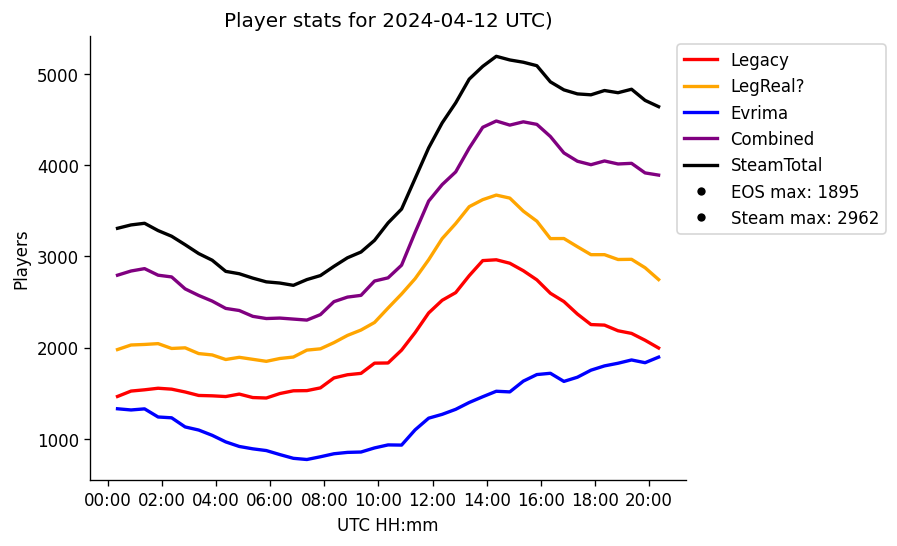 Player stats for 2024-04-12 UTC)
Players
5000
4000
3000
2000
1000
00:00 02:00 04:00 06:00 08:00 10:00 12:00 14:00 16:00 18:00 20:00
UTC HH:mm
Legacy
LegReal?
Evrima
Combined
SteamTotal
EOS max: 1895
Steam max: 2962